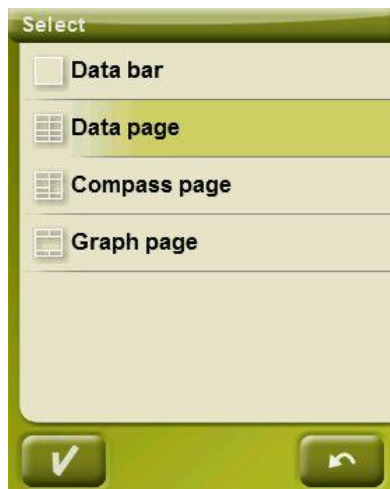 Select
Data bar
Data page
Compass page
Graph page